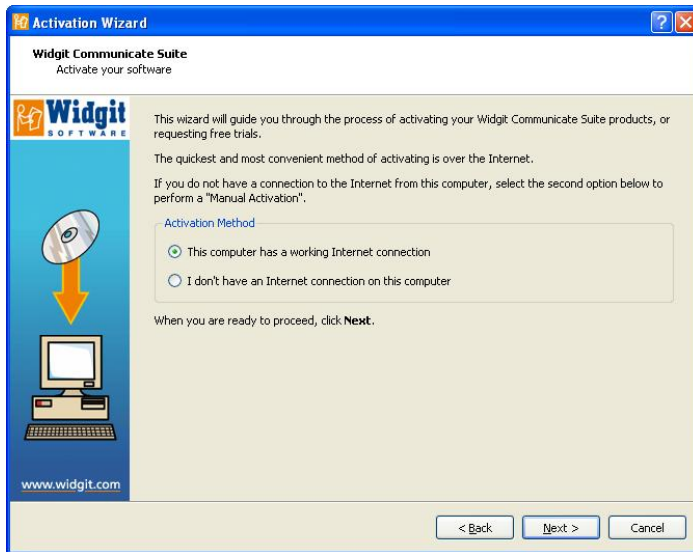 Activation Wizard
Widgit Communicate Suite
Activate your software
Widgit
SOFTWARE
This wizard will guide you through the process of activating your Widgit Communicate Suite products, or
requesting free trials.
The quickest and most convenient method of activating is over the Internet.
If you do not have a connection to the Internet from this computer, select the second option below to
perform a "Manual Activation".
Activation Method
This computer has a working Internet connection
I don't have an Internet connection on this computer
When you are ready to proceed, click Next.
www.widgit.com
< Back Next > Cancel